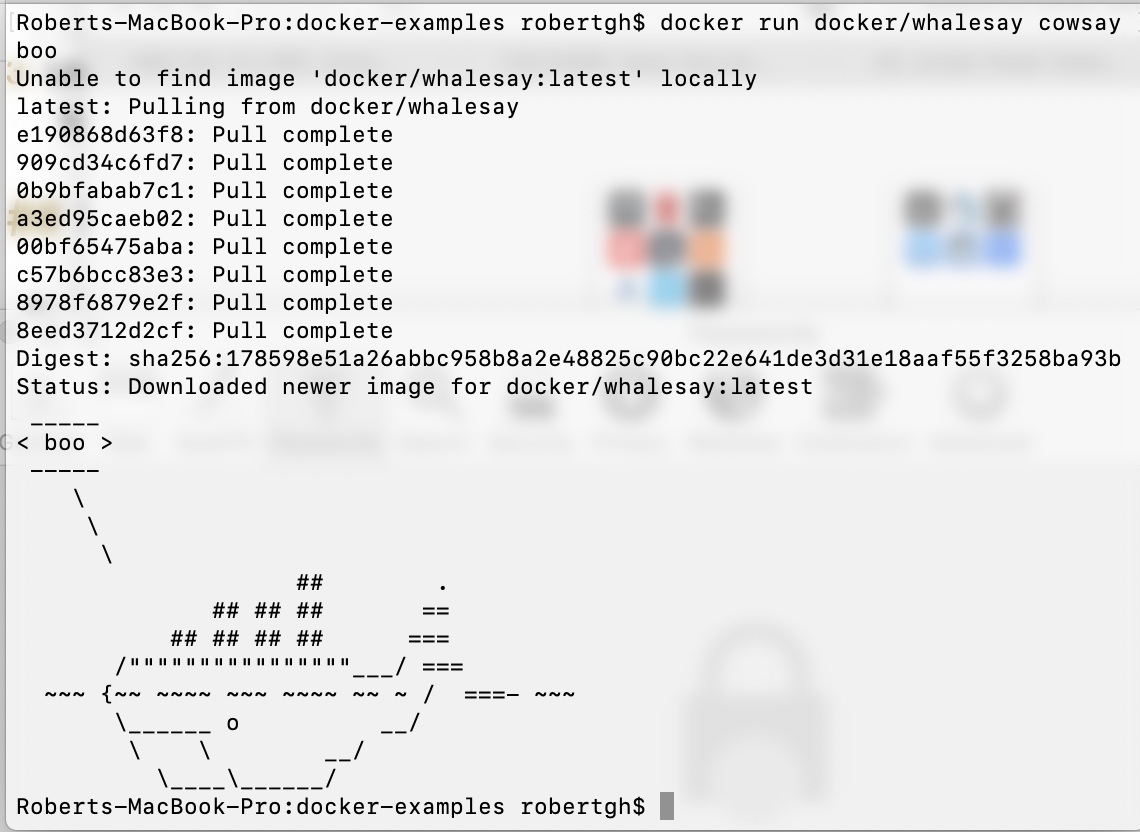 Roberts-MacBook-Pro:docker-examples robertgh$ docker run docker/whalesay cowsay
boo
Unable to find image 'docker/whalesay:latest' locally
latest: Pulling from docker/whalesay
e190868d63f8: Pull complete
909cd34c6fd7: Pull complete
0b9bfabab7c1: Pull complete
a3ed95caeb02: Pull complete
00bf65475aba: Pull complete
c57b6bcc83e3: Pull complete
8978f6879e2f: Pull complete
8eed3712d2cf: Pull complete
Digest: sha256:178598e51a26abbc958b8a2e48825c90bc22e641de3d31e18aaf55f3258ba93b
Status: Downloaded newer image for docker/whalesay:latest
 _____
< boo >
 -----
    \
     \
      \
                    ##         .
              ## ## ##        ==
           ## ## ## ##       ===
       /""""""""""""""""___/ ===
  ~~~ {~~ ~~~~ ~~~ ~~~~ ~~ ~ /  ===- ~~~
       \______ o           __/
        \    \        __/
          \____\______/
Roberts-MacBook-Pro:docker-examples robertgh$